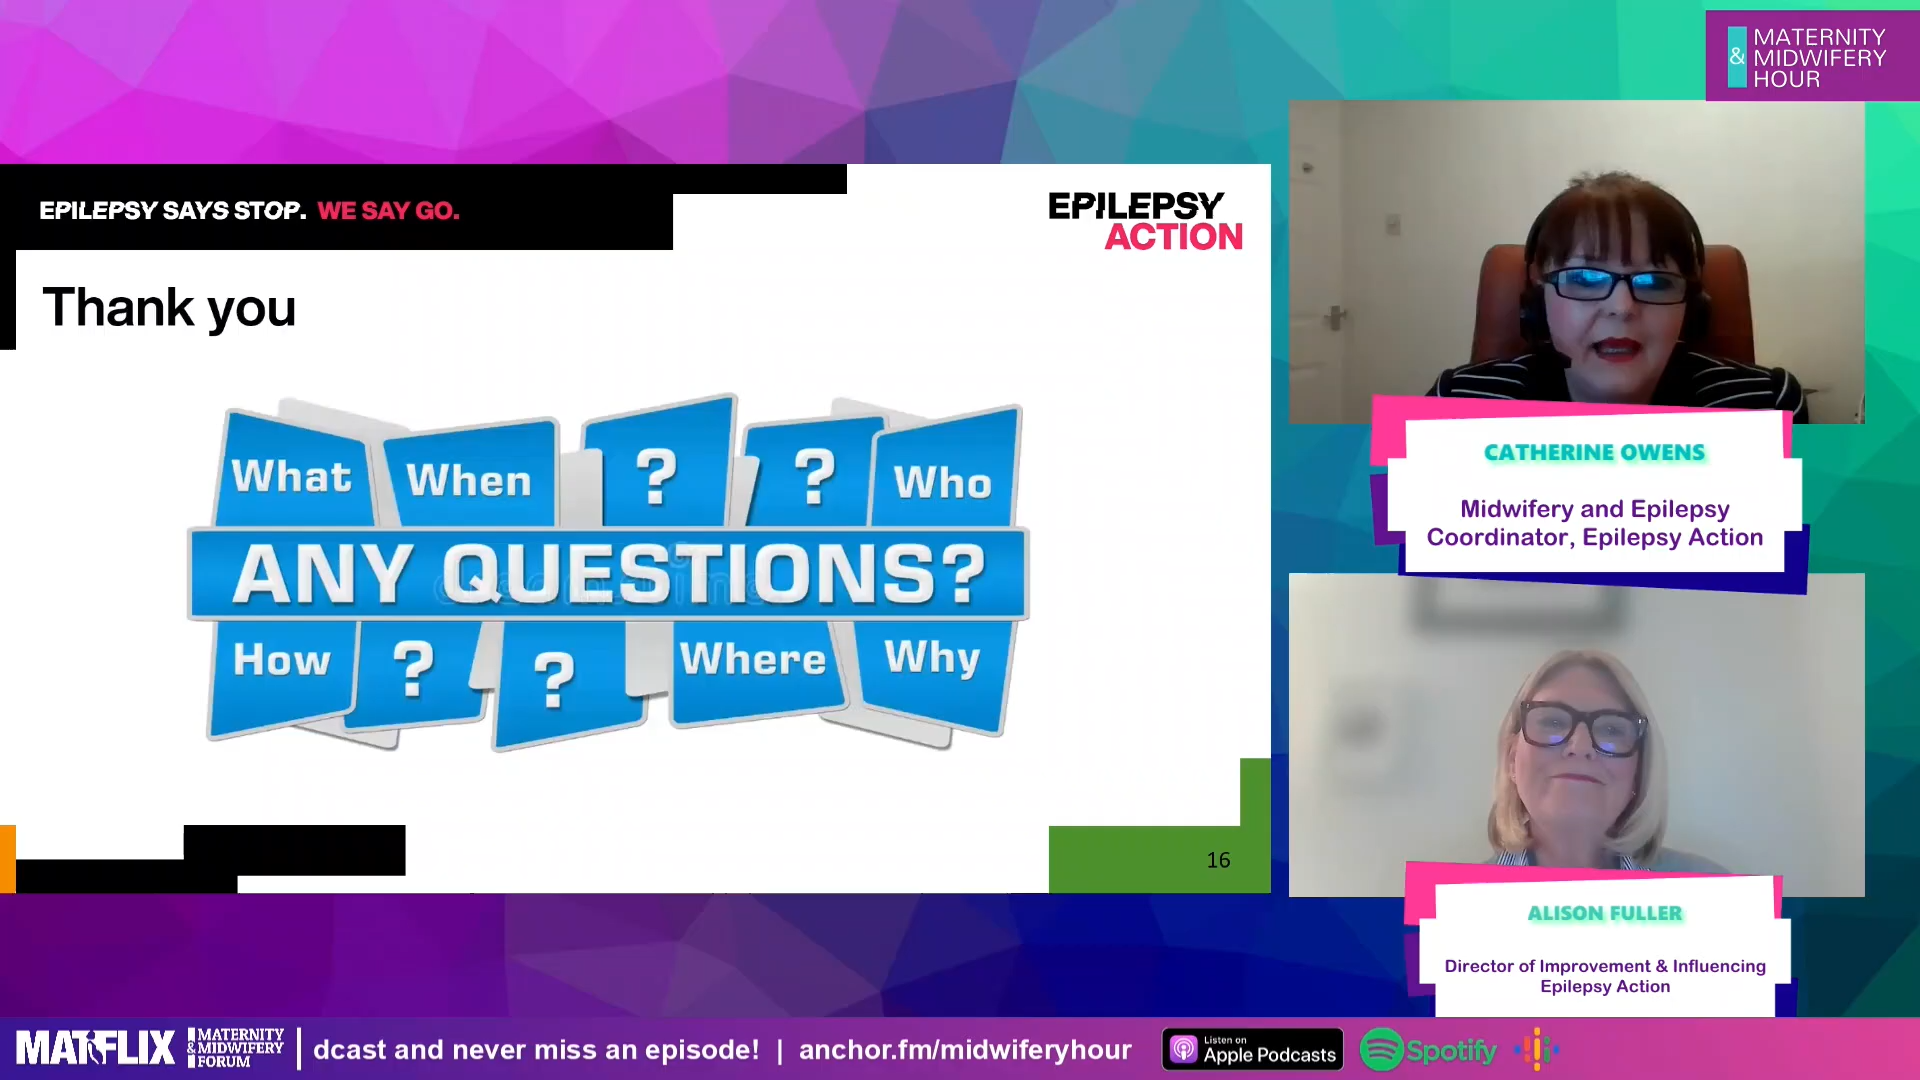 MATERNITY
& MIDWIFERY
HOUR
EPILEPSY SAYS STOP. WE SAY GO.
EPILEPSY
ACTION
Thank you
What When ? ? Who
ANY QUESTIONS?
How ? ? Where Why
16
CATHERINE OWENS
Midwifery and Epilepsy
Coordinator, Epilepsy Action
ALISON FULLER
Director of Improvement & Influencing
Epilepsy Action
MATFLIX
MATERNITY
& MIDWIFERY
FORUM
dcast and never miss an episode! | anchor.fm/midwiferyhour
Listen on
Apple Podcasts
Spotify